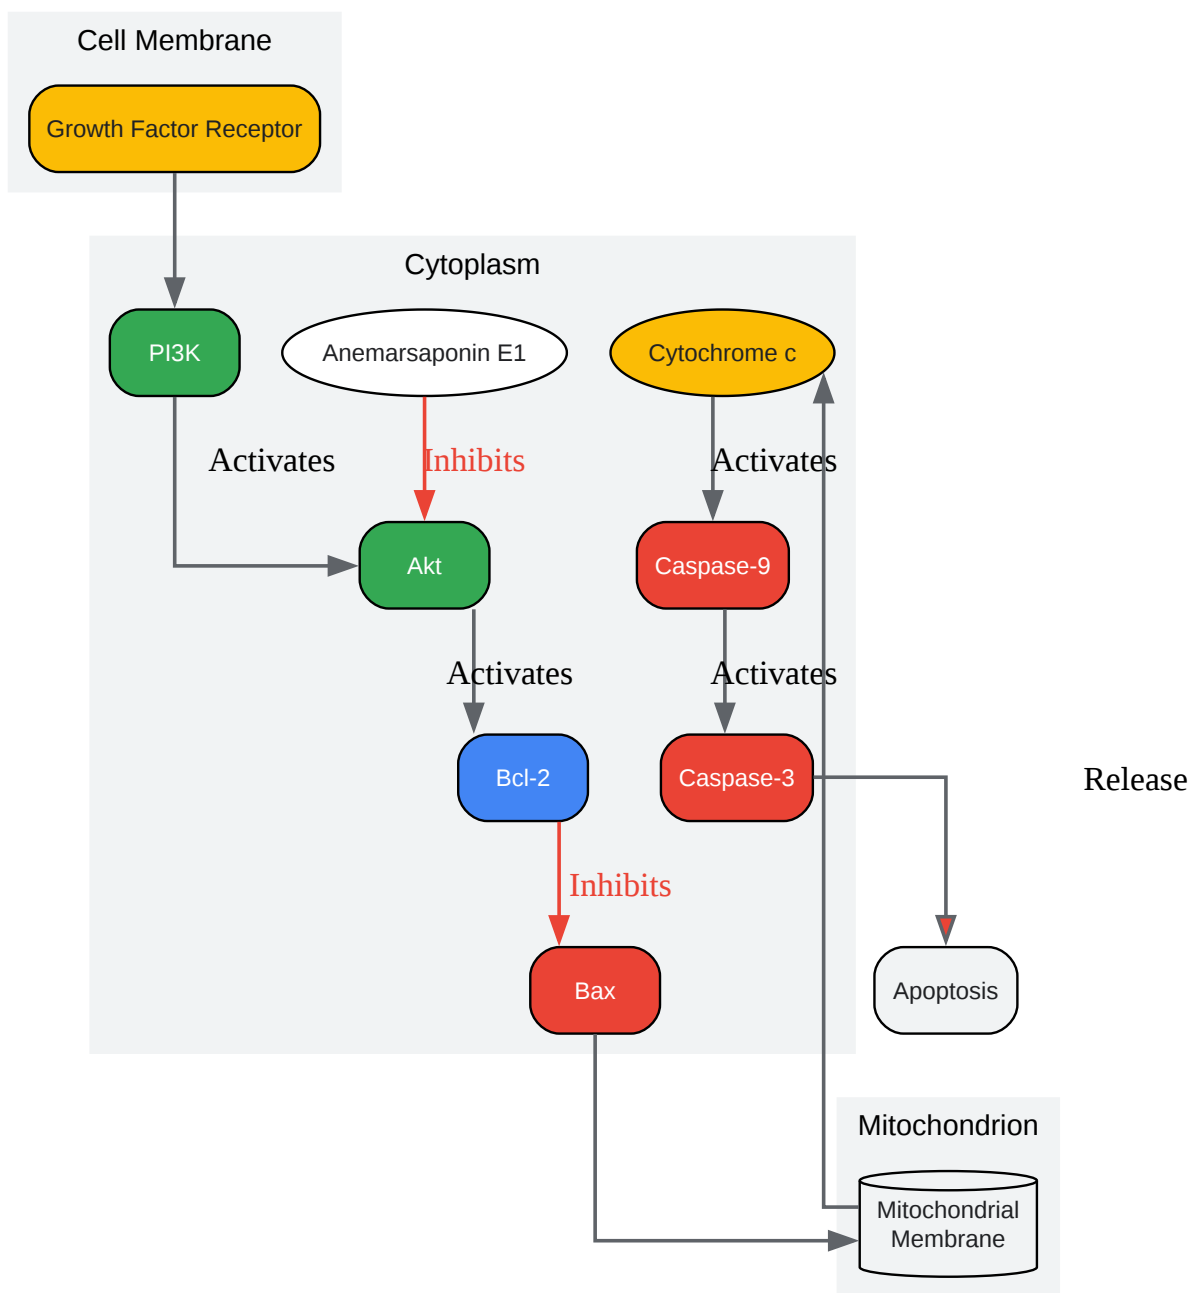 Cell Membrane
Growth Factor Receptor
Cytoplasm
PI3K
Anemarsaponin E1
Cytochrome c
Activates
Inhibits
Activates
Akt
Caspase-9
Activates
Activates
Bcl-2
Caspase-3
Release
Inhibits
Bax
Apoptosis
Mitochondrion
Mitochondrial
Membrane